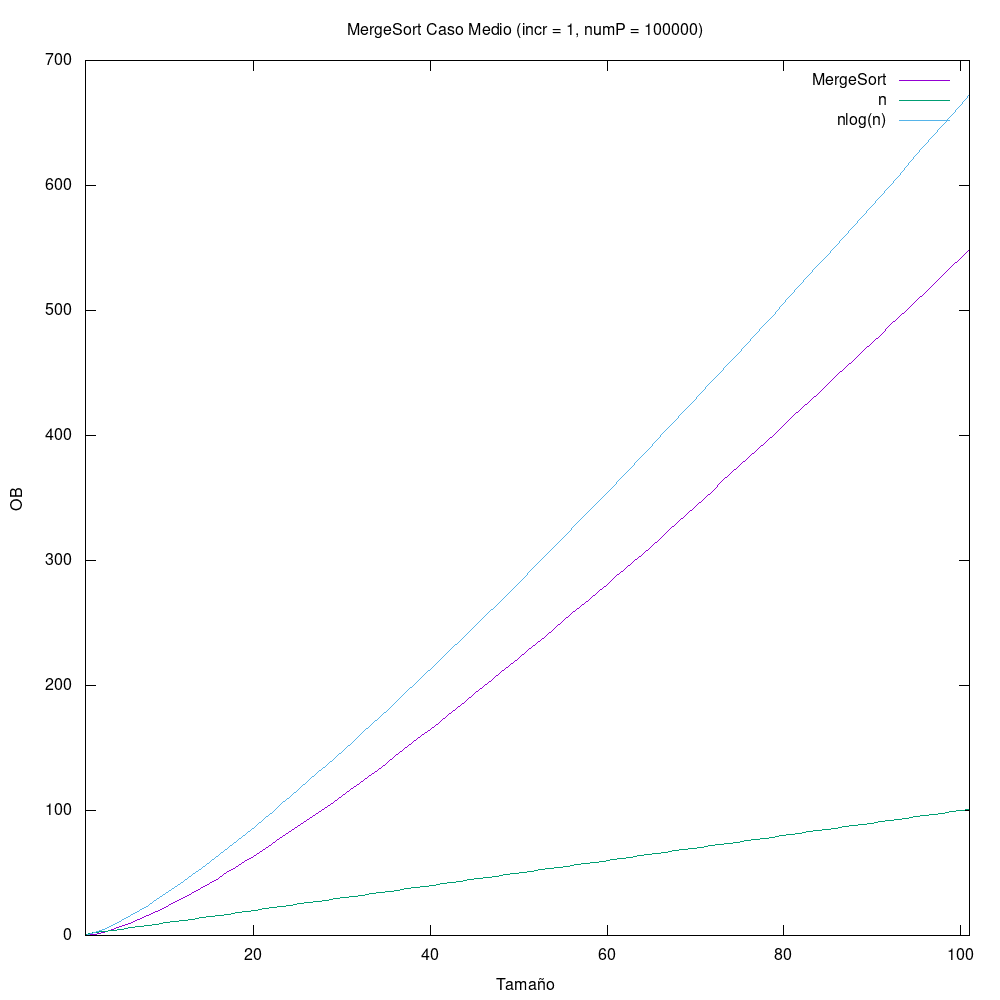 MergeSort Caso Medio (incr = 1, numP = 100000)
700
600
500
400
300
200
100
0
OB
MergeSort
n
nlog(n)
20 40 60 80 100
Tamaño